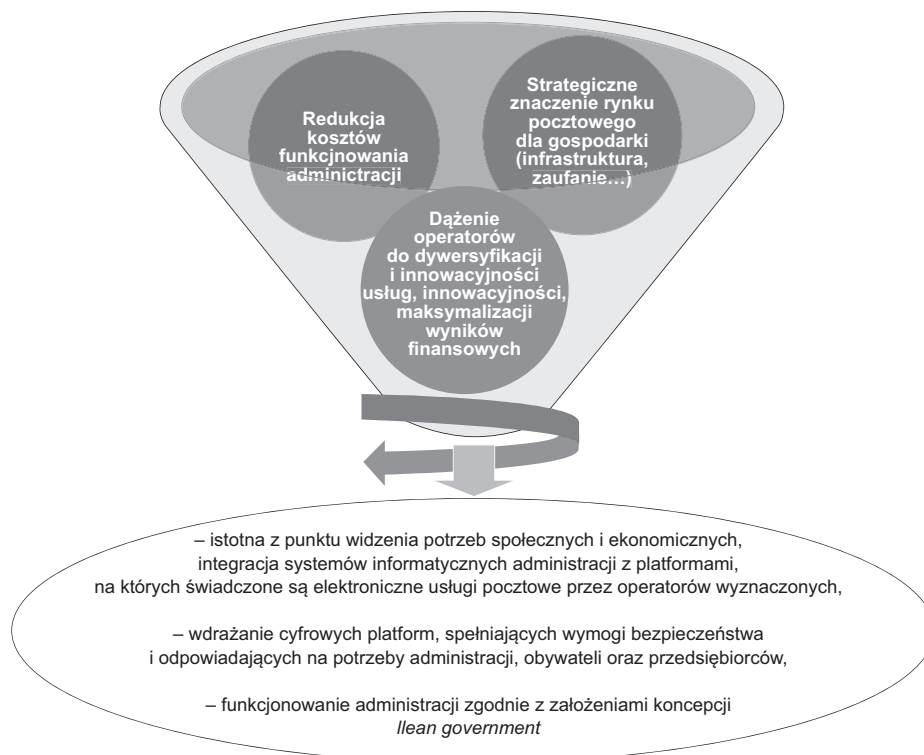 Redukcja
kosztów
funkcjnowania
adminictracji
Strategiczne
znaczenie rynku
pocztowego
dla gospodarki
(infrastruktura,
zaufanie…)
Dążenie
operatorów
do dywersyfikacji
i innowacyjności
usług, innowacyjności,
maksymalizacji
wyników
finansowych
– istotna z punktu widzenia potrzeb społecznych i ekonomicznych,
integracja systemów informatycznych administracji z platformami,
na których świadczone są elektroniczne usługi pocztowe przez operatorów wyznaczonych,
– wdrażanie cyfrowych platform, spełniających wymogi bezpieczeństwa
i odpowiadających na potrzeby administracji, obywateli oraz przedsiębiorców,
– funkcjonowanie administracji zgodnie z założeniami koncepcji
llean government